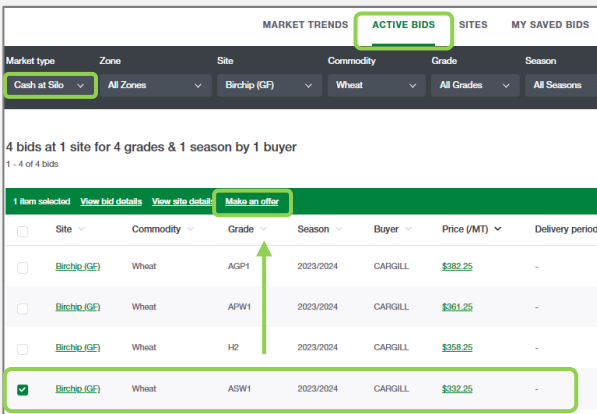 MARKET TRENDS ACTIVE BIDS SITES MY SAVED BIDS
Market type Zone Site Commodity Grade Season
Cash at Silo All Zones Birchip (GF) Wheat All Grades All Seasons
4 bids at 1 site for 4 grades & 1 season by 1 buyer
1 - 4 of 4 bids
1 item selected View bid details View site details Make an offer
Site Commodity Grade Season Buyer Price (/MT) Delivery period
Birchip (GF) Wheat AGP1 2023/2024 CARGILL $382.25 -
Birchip (GF) Wheat APW1 2023/2024 CARGILL $361.25 -
Birchip (GF) Wheat H2 2023/2024 CARGILL $358.25 -
Birchip (GF) Wheat ASW1 2023/2024 CARGILL $332.25 -